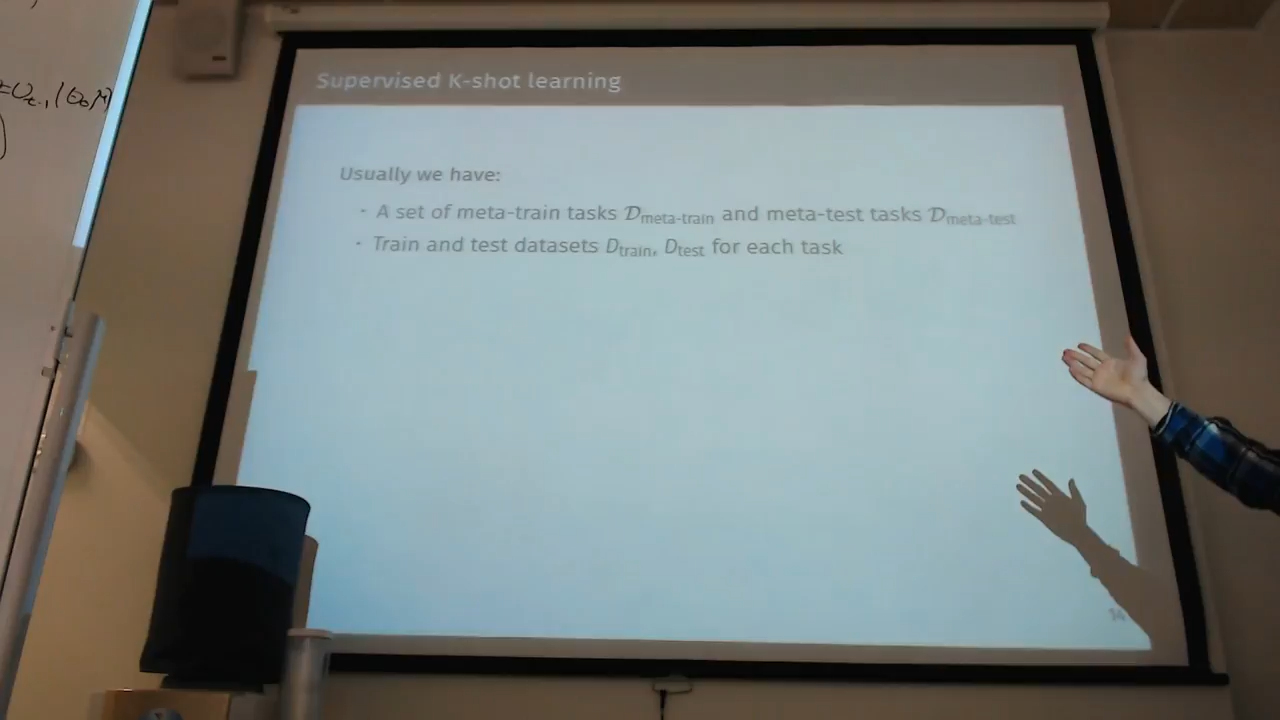 Supervised K-shot learning
Usually we have:
· A set of meta-train tasks 𝒟meta-train and meta-test tasks 𝒟meta-test
· Train and test datasets Dtrain, Dtest for each task
14